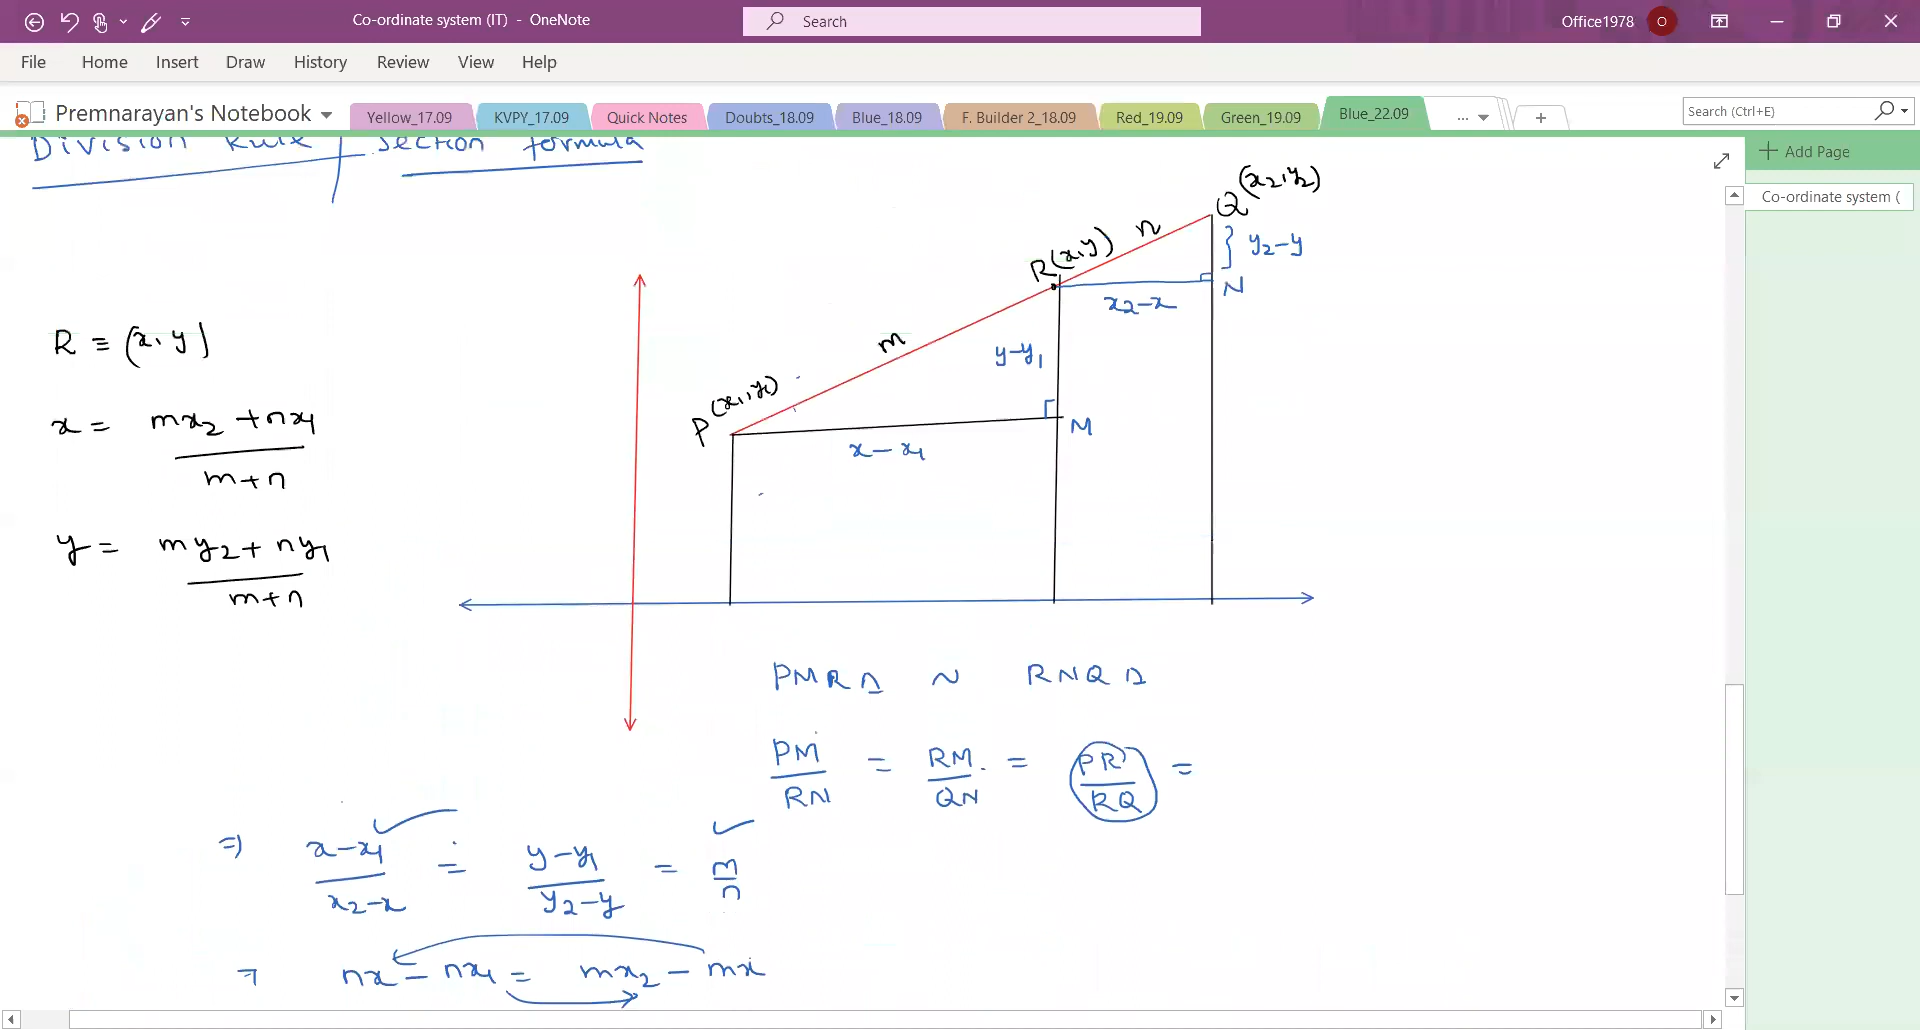 Co-ordinate system (IT) - OneNote
Search
Office1978
O
File Home Insert Draw History Review View Help
Premnarayan's Notebook
Yellow_17.09
KVPY_17.09
Quick Notes
Doubts_18.09
Blue_18.09
F. Builder 2_18.09
Red_19.09
Green_19.09
Blue_22.09
...
+
Search (Ctrl+E)
+ Add Page
Co-ordinate system (
Division Rule / Section formula
Q (x₂,y₂)
} y₂-y
R(x,y)
n
N
x₂-x
m
y-y₁
P (x₁,y₁)
M
x-x₁
R ≡ (x,y)
x = (mx₂+nx₁)/(m+n)
y = (my₂+ny₁)/(m+n)
PMR Δ ~ RNQ Δ
PM/RN = RM/QN = PR/RQ =
⇒ (x-x₁)/(x₂-x) = (y-y₁)/(y₂-y) = m/n
⇒ nx - nx₁ = mx₂ - mx